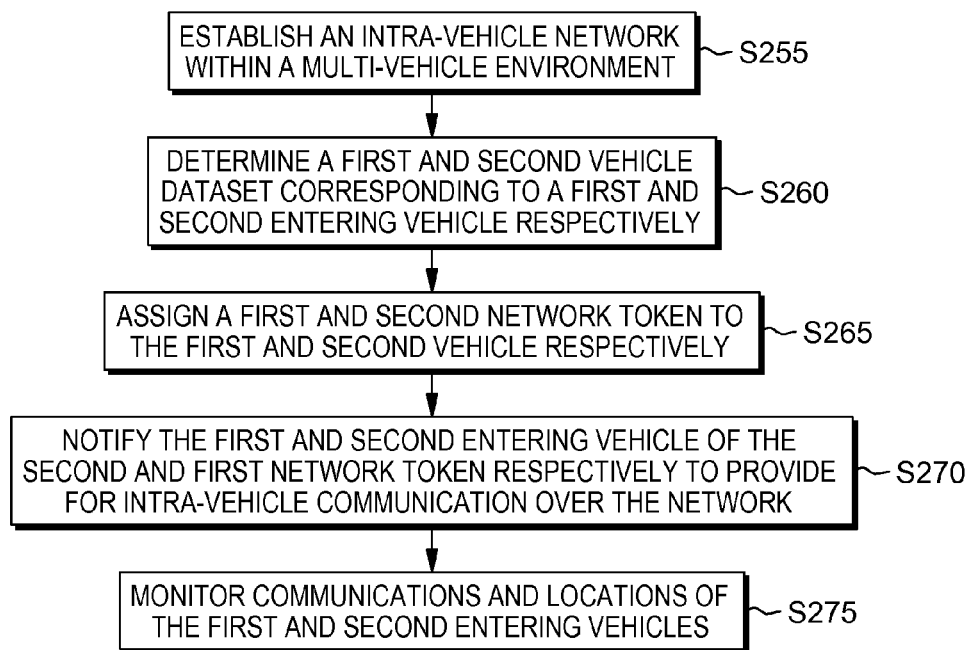 ESTABLISH AN INTRA-VEHICLE NETWORK
WITHIN A MULTI-VEHICLE ENVIRONMENT
S255
DETERMINE A FIRST AND SECOND VEHICLE
DATASET CORRESPONDING TO A FIRST AND
SECOND ENTERING VEHICLE RESPECTIVELY
S260
ASSIGN A FIRST AND SECOND NETWORK TOKEN TO
THE FIRST AND SECOND VEHICLE RESPECTIVELY
S265
NOTIFY THE FIRST AND SECOND ENTERING VEHICLE OF THE
SECOND AND FIRST NETWORK TOKEN RESPECTIVELY TO PROVIDE
FOR INTRA-VEHICLE COMMUNICATION OVER THE NETWORK
S270
MONITOR COMMUNICATIONS AND LOCATIONS OF
THE FIRST AND SECOND ENTERING VEHICLES
S275